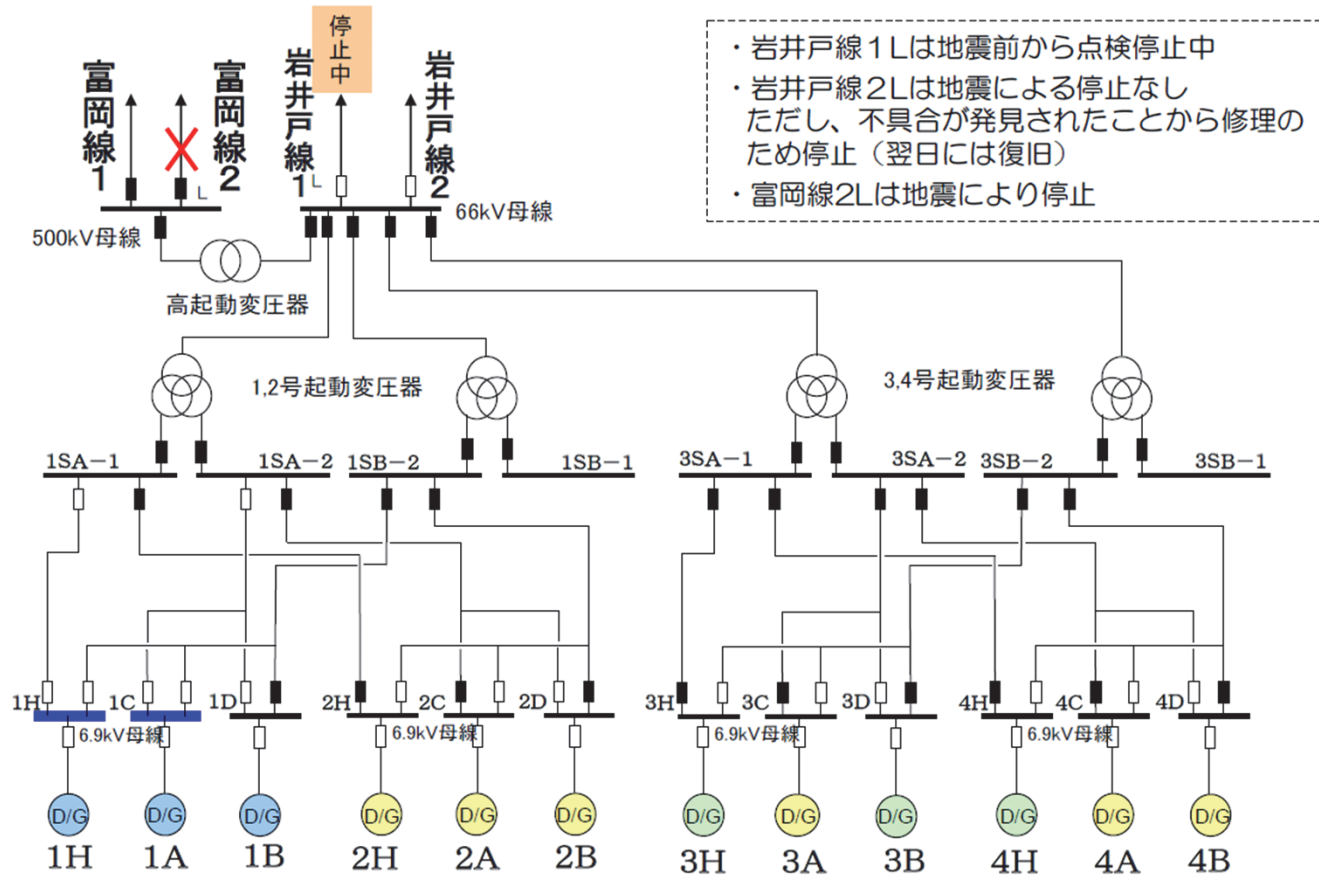 停止中
富岡線1
富岡線2
L
岩井戸線1
L
岩井戸線2
・岩井戸線1Lは地震前から点検停止中
・岩井戸線2Lは地震による停止なし
ただし、不具合が発見されたことから修理の
ため停止（翌日には復旧）
・富岡線2Lは地震により停止
500kV母線
66kV母線
高起動変圧器
1,2号起動変圧器
3,4号起動変圧器
1SA−1
1SA−2
1SB−2
1SB−1
3SA−1
3SA−2
3SB−2
3SB−1
1H
1C
1D
2H
2C
2D
3H
3C
3D
4H
4C
4D
6.9kV母線
6.9kV母線
6.9kV母線
6.9kV母線
D/G
D/G
D/G
D/G
D/G
D/G
D/G
D/G
D/G
D/G
D/G
D/G
1H
1A
1B
2H
2A
2B
3H
3A
3B
4H
4A
4B